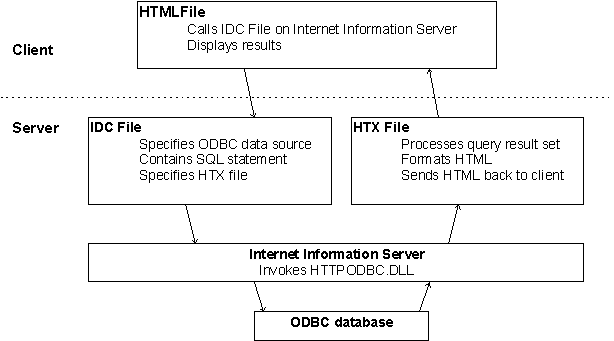 HTMLFile
Calls IDC File on Internet Information Server
Displays results
Client
Server
IDC File
Specifies ODBC data source
Contains SQL statement
Specifies HTX file
HTX File
Processes query result set
Formats HTML
Sends HTML back to client
Internet Information Server
Invokes HTTPODBC.DLL
ODBC database